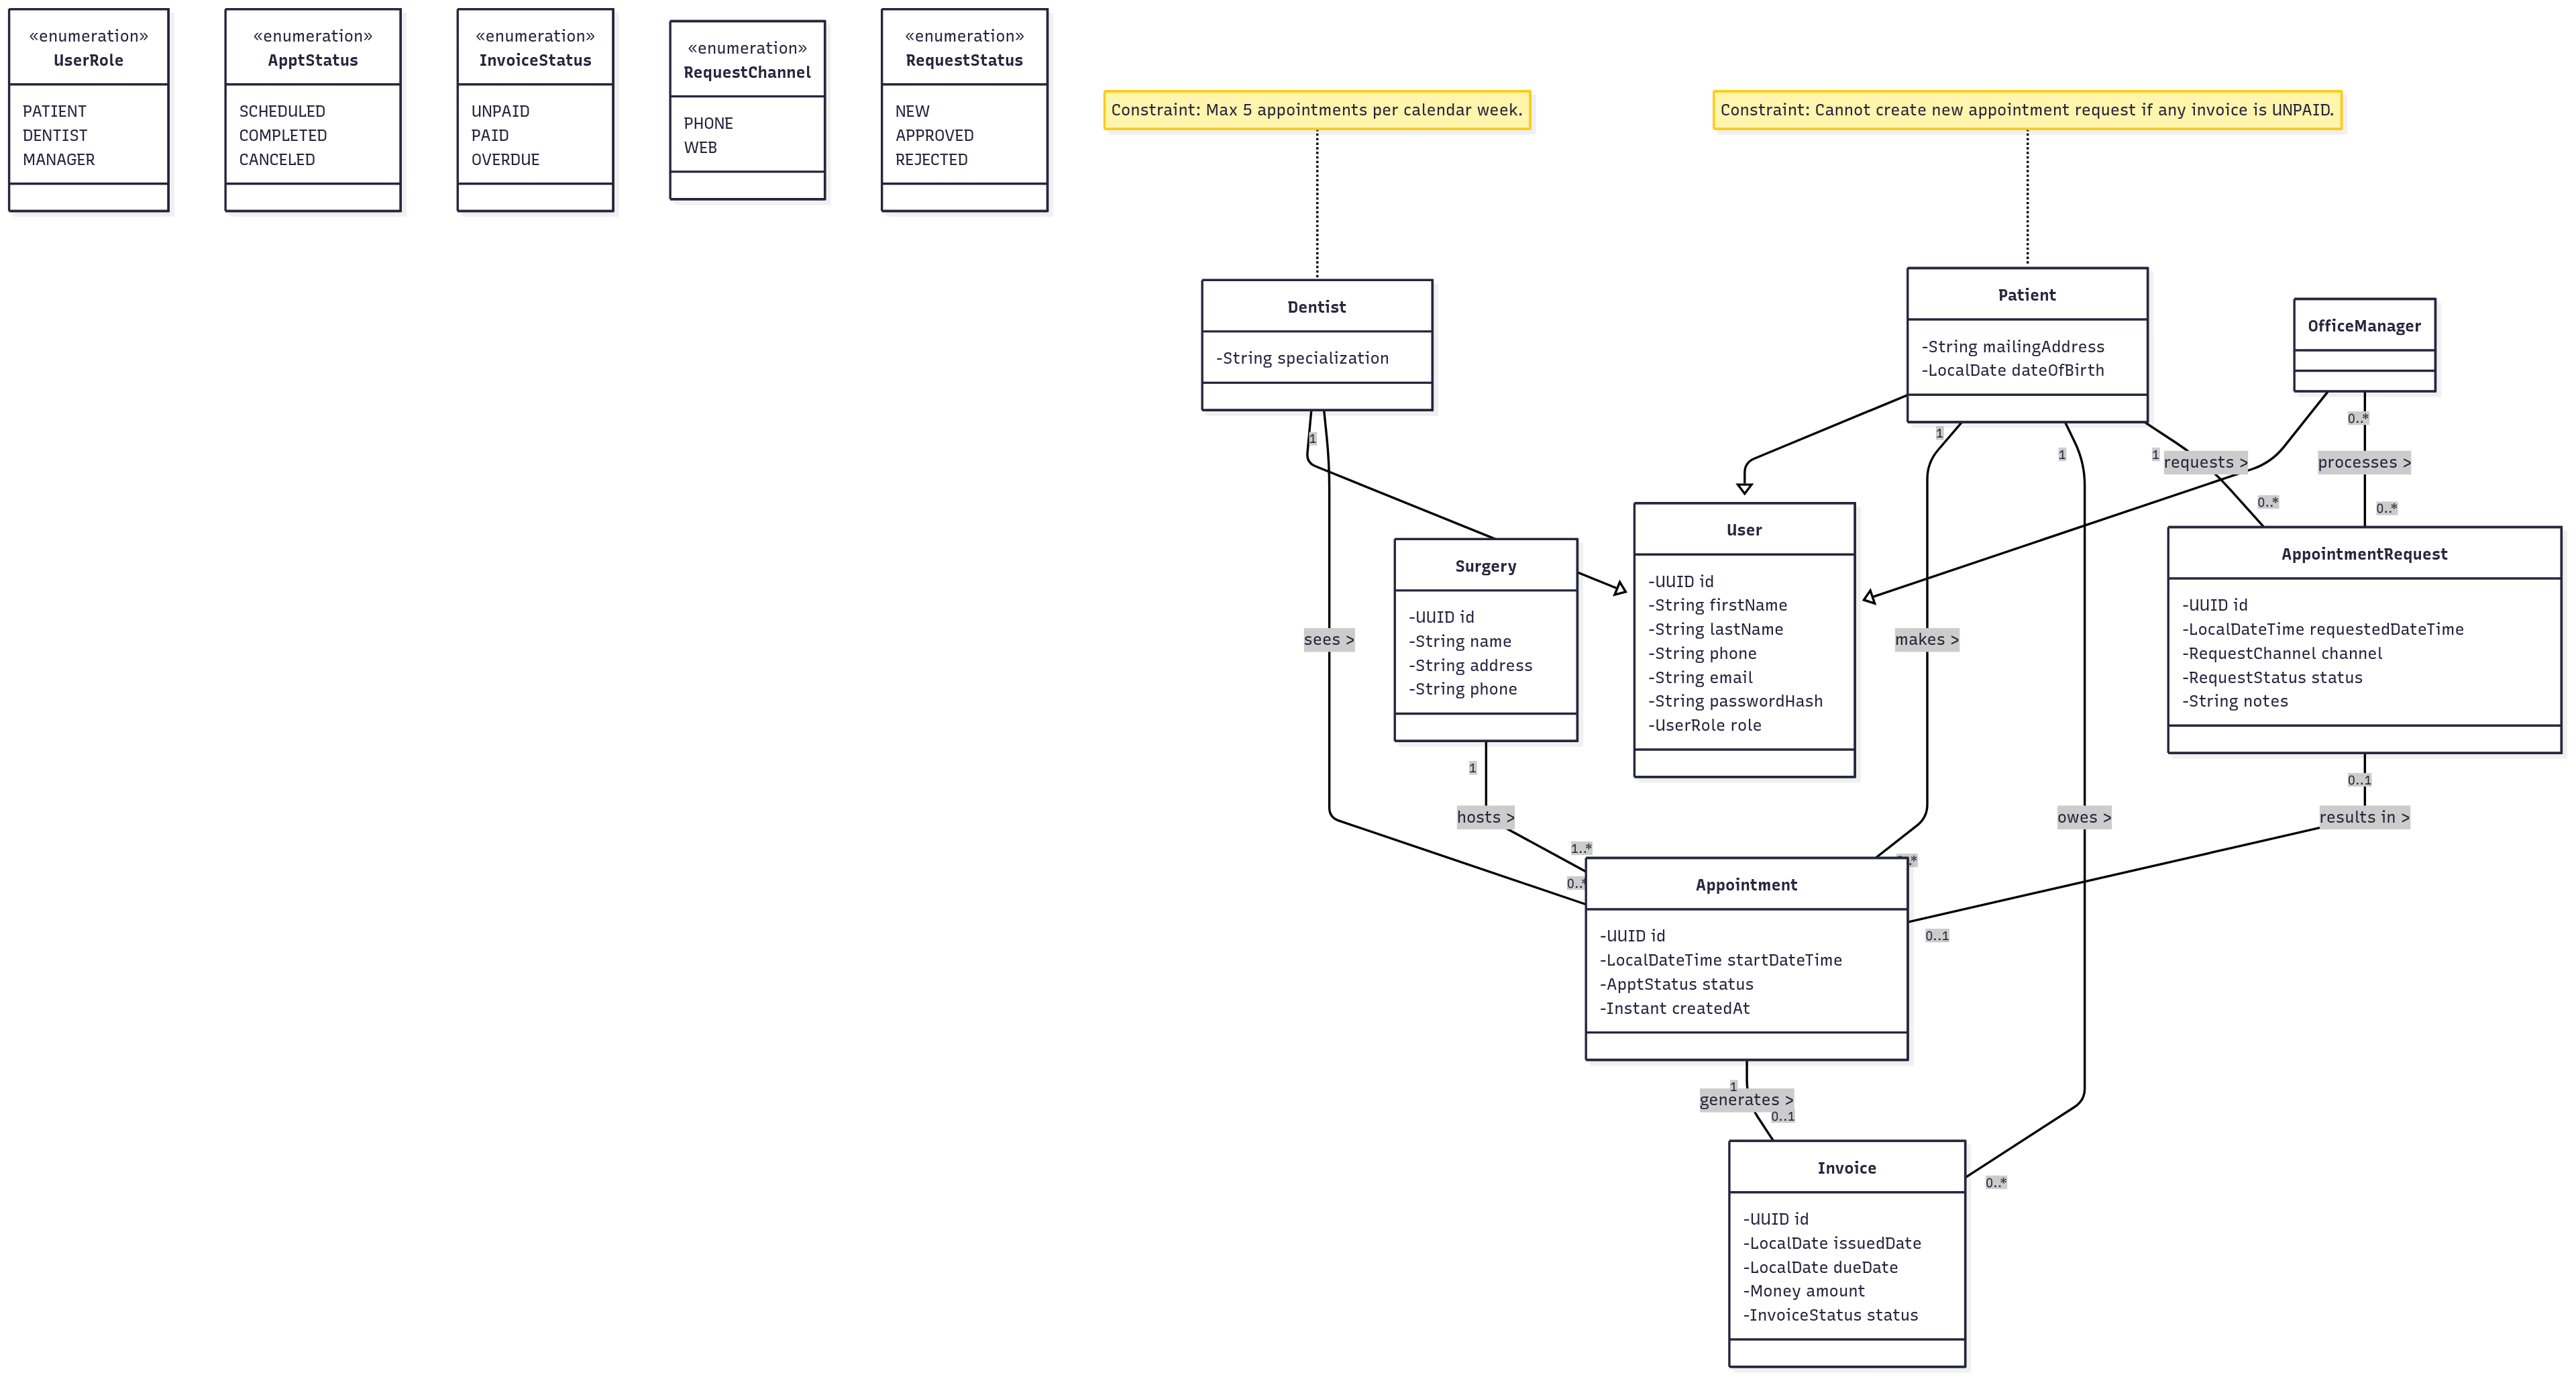 «enumeration»
UserRole
PATIENT
DENTIST
MANAGER
«enumeration»
ApptStatus
SCHEDULED
COMPLETED
CANCELED
«enumeration»
InvoiceStatus
UNPAID
PAID
OVERDUE
«enumeration»
RequestChannel
PHONE
WEB
«enumeration»
RequestStatus
NEW
APPROVED
REJECTED
Constraint: Max 5 appointments per calendar week.
Constraint: Cannot create new appointment request if any invoice is UNPAID.
Dentist
-String specialization
Patient
-String mailingAddress
-LocalDate dateOfBirth
OfficeManager
1
1
1
1
0..*
requests >
processes >
0..*
0..*
User
-UUID id
-String firstName
-String lastName
-String phone
-String email
-String passwordHash
-UserRole role
Surgery
-UUID id
-String name
-String address
-String phone
AppointmentRequest
-UUID id
-LocalDateTime requestedDateTime
-RequestChannel channel
-RequestStatus status
-String notes
sees >
makes >
1
0..1
hosts >
owes >
results in >
1..*
0..*
Appointment
-UUID id
-LocalDateTime startDateTime
-ApptStatus status
-Instant createdAt
0..1
1
generates >
0..1
Invoice
-UUID id
-LocalDate issuedDate
-LocalDate dueDate
-Money amount
-InvoiceStatus status
0..*